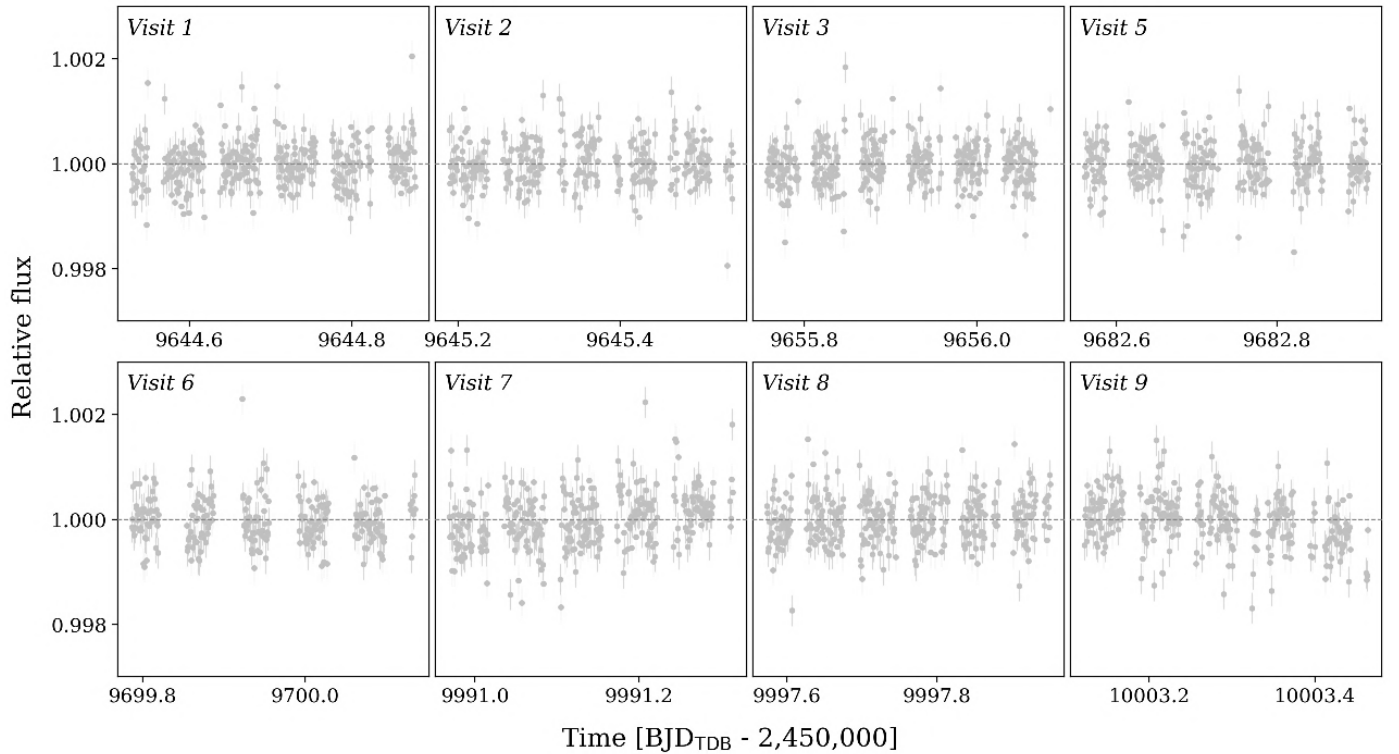 Visit 1
Visit 2
Visit 3
Visit 5
1.002
1.000
0.998
9644.6 9644.8 9645.2 9645.4 9655.8 9656.0 9682.6 9682.8
Relative flux
Visit 6
Visit 7
Visit 8
Visit 9
1.002
1.000
0.998
9699.8 9700.0 9991.0 9991.2 9997.6 9997.8 10003.2 10003.4
Time [BJD_TDB - 2,450,000]